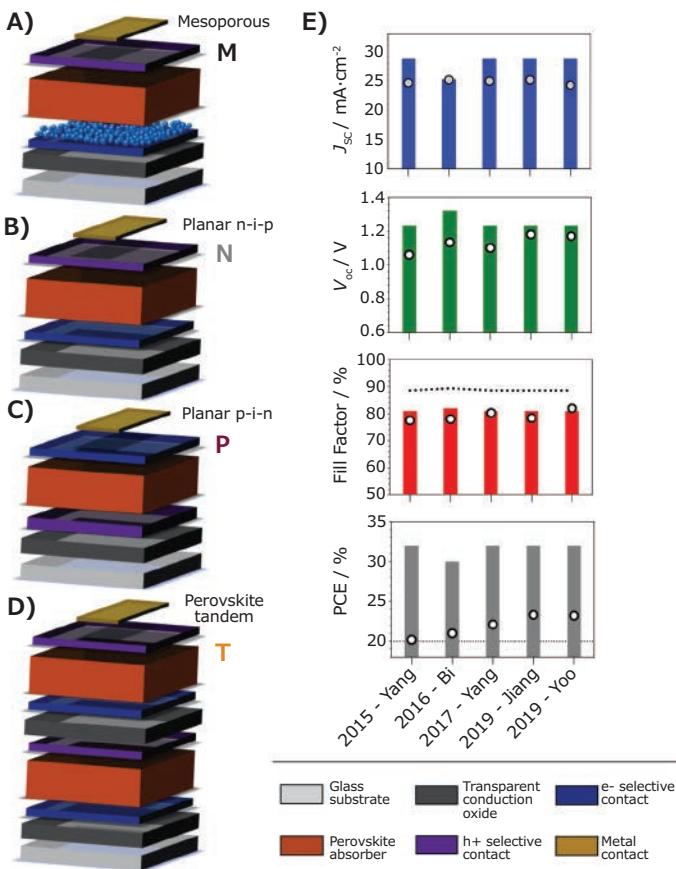 A)
Mesoporous
M
B)
Planar n-i-p
N
C)
Planar p-i-n
P
D)
Perovskite
tandem
T
E)
30
25
20
15
10
J_SC / mA·cm⁻²
1.4
1.2
1.0
0.8
0.6
V_oc / V
100
90
80
70
60
50
Fill Factor / %
35
30
25
20
PCE / %
2015 - Yang
2016 - Bi
2017 - Yang
2019 - Jiang
2019 - Yoo
Glass
substrate
Transparent
conduction
oxide
e- selective
contact
Perovskite
absorber
h+ selective
contact
Metal
contact